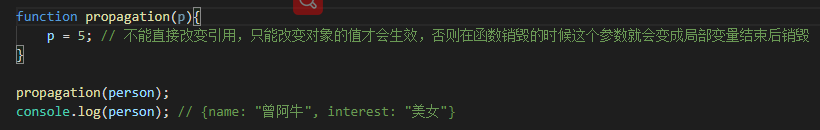 function propagation(p){
    p = 5; // 不能直接改变引用，只能改变对象的值才会生效，否则在函数销毁的时候这个参数就会变成局部变量结束后销毁
}
propagation(person);
console.log(person); // {name: "曾阿牛", interest: "美女"}